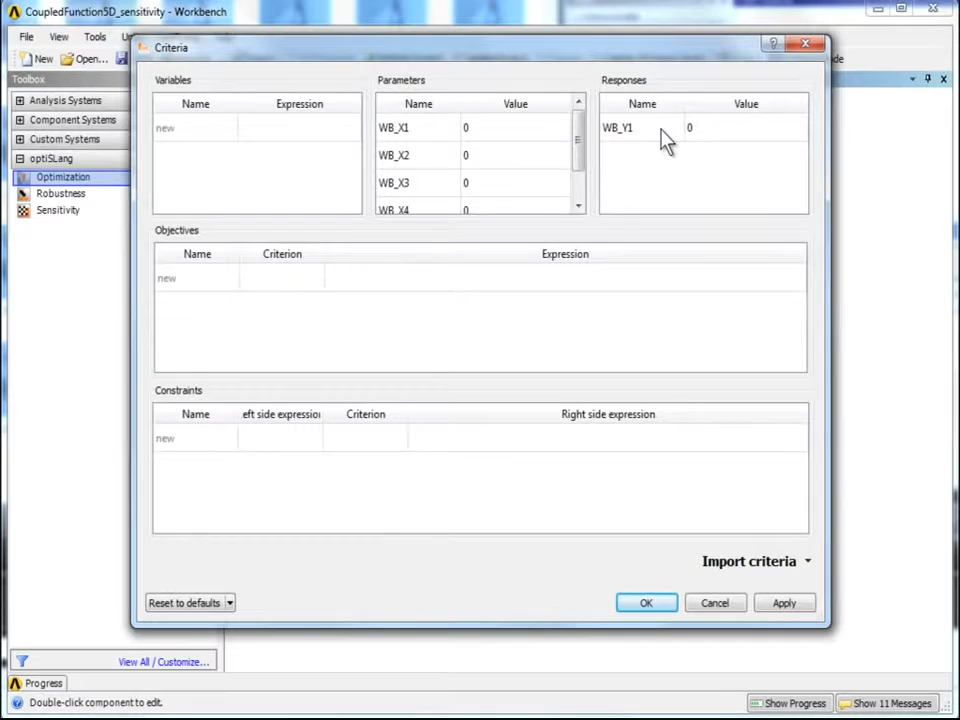 CoupledFunction5D_sensitivity - Workbench
File View Tools
Criteria
New Open...
Toolbox
Analysis Systems
Component Systems
Custom Systems
optiSLang
Optimization
Robustness
Sensitivity
Variables
Name Expression
new
Parameters
Name Value
WB_X1 0
WB_X2 0
WB_X3 0
WB_X4 0
Responses
Name Value
WB_Y1 0
Objectives
Name Criterion Expression
new
Constraints
Name .eft side expression Criterion Right side expression
new
Import criteria
Reset to defaults OK Cancel Apply
View All / Customize...
Progress
Double-click component to edit. Show Progress Show 11 Messages